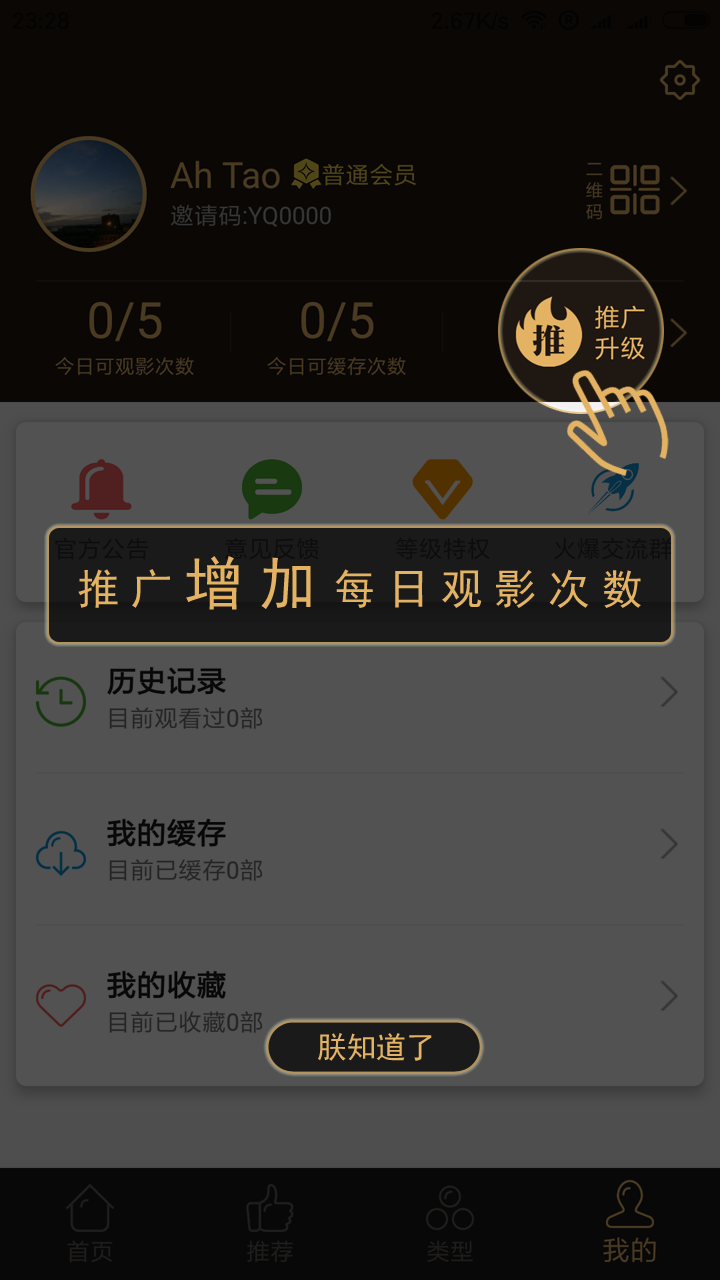 23:28
2.67K/s
Ah Tao 普通会员
邀请码:YQ0000
二维码
0/5
今日可观影次数
0/5
今日可缓存次数
推
推广
升级
官方公告
意见反馈
等级特权
火爆交流群
推广增加每日观影次数
历史记录
目前观看过0部
我的缓存
目前已缓存0部
我的收藏
目前已收藏0部
朕知道了
首页
推荐
类型
我的